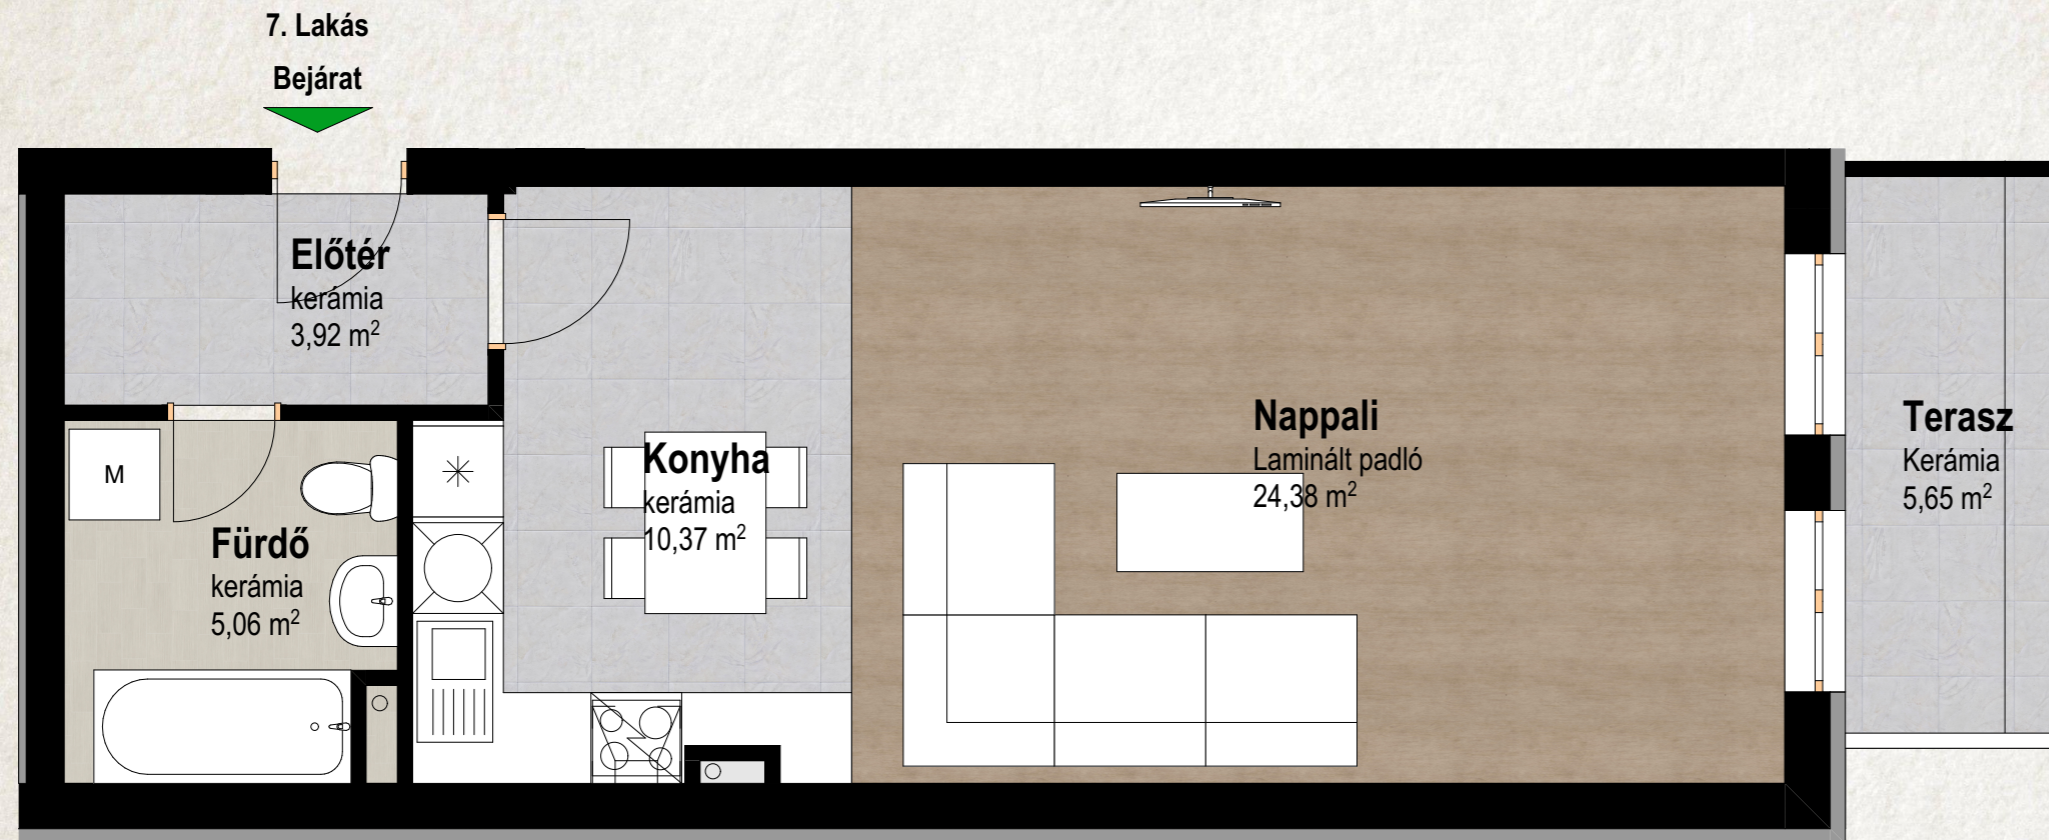 7. Lakás
Bejárat
Előtér
kerámia
3,92 m²
Konyha
kerámia
10,37 m²
Nappali
Laminált padló
24,38 m²
Terasz
Kerámia
5,65 m²
M
Fürdő
kerámia
5,06 m²